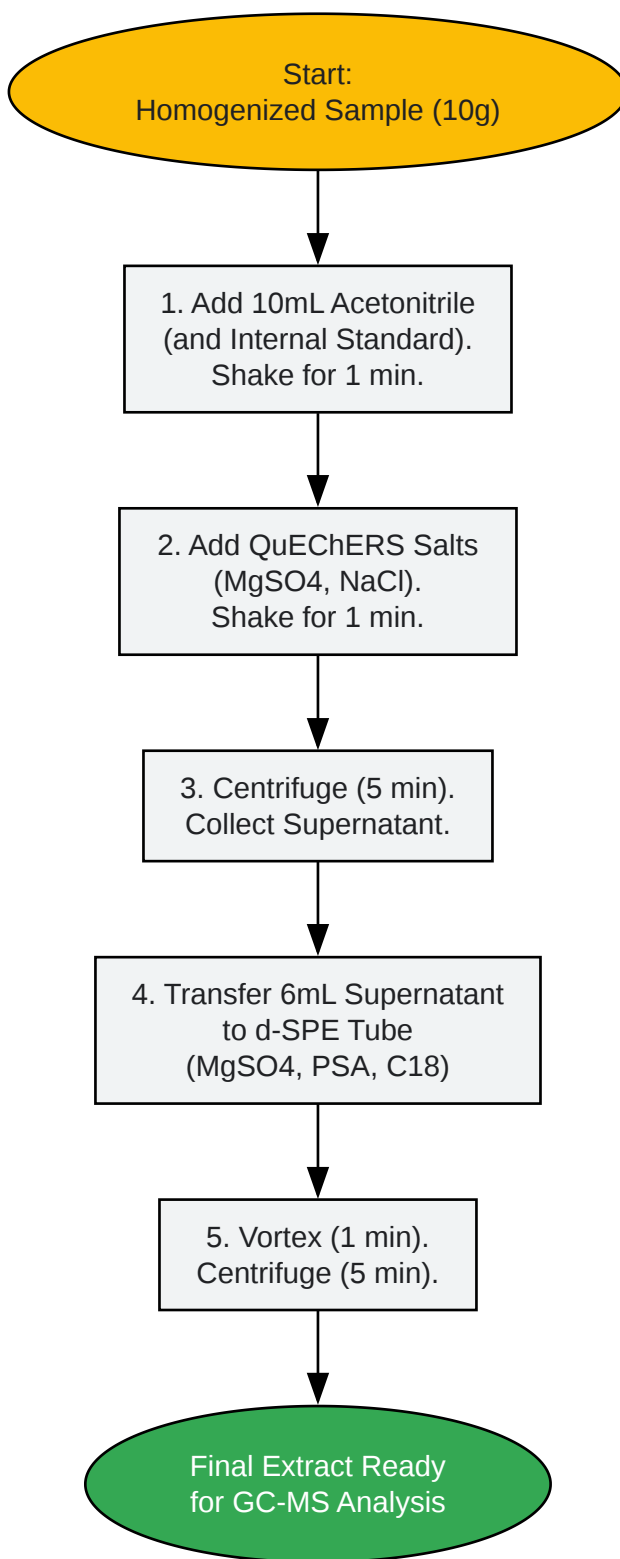 Start:
Homogenized Sample (10g)
1. Add 10mL Acetonitrile
(and Internal Standard).
Shake for 1 min.
2. Add QuEChERS Salts
(MgSO4, NaCl).
Shake for 1 min.
3. Centrifuge (5 min).
Collect Supernatant.
4. Transfer 6mL Supernatant
to d-SPE Tube
(MgSO4, PSA, C18)
5. Vortex (1 min).
Centrifuge (5 min).
Final Extract Ready
for GC-MS Analysis